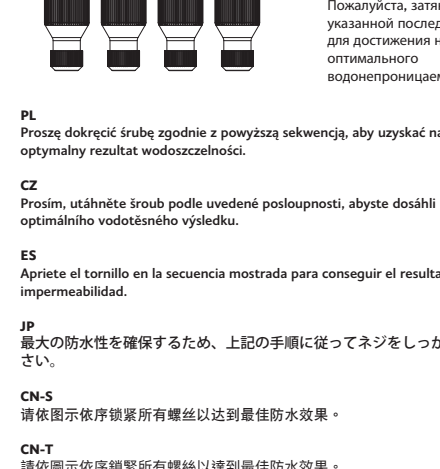 Пожалуйста, 
указанной
для достижения
оптимального
PL
Proszę dokręcić śrubę zgodnie z powyższą sekwencją, aby uzyskać
optymalny rezultat wodoszczelności.
CZ
Prosím, utáhněte šroub podle uvedené posloupnosti, abyste dosáhli
optimálního vodotěsného výsledku.
ES
Apriete el tornillo en la secuencia mostrada para conseguir el
impermeabilidad.
JP
最大の防水性を確保するため、上記の手順に従ってネジをしっか
さい。
CN-S
请依图示依序锁紧所有螺丝以达到最佳防水效果。
CN-T
請依圖示依序鎖緊所有螺絲以達到最佳防水效果。